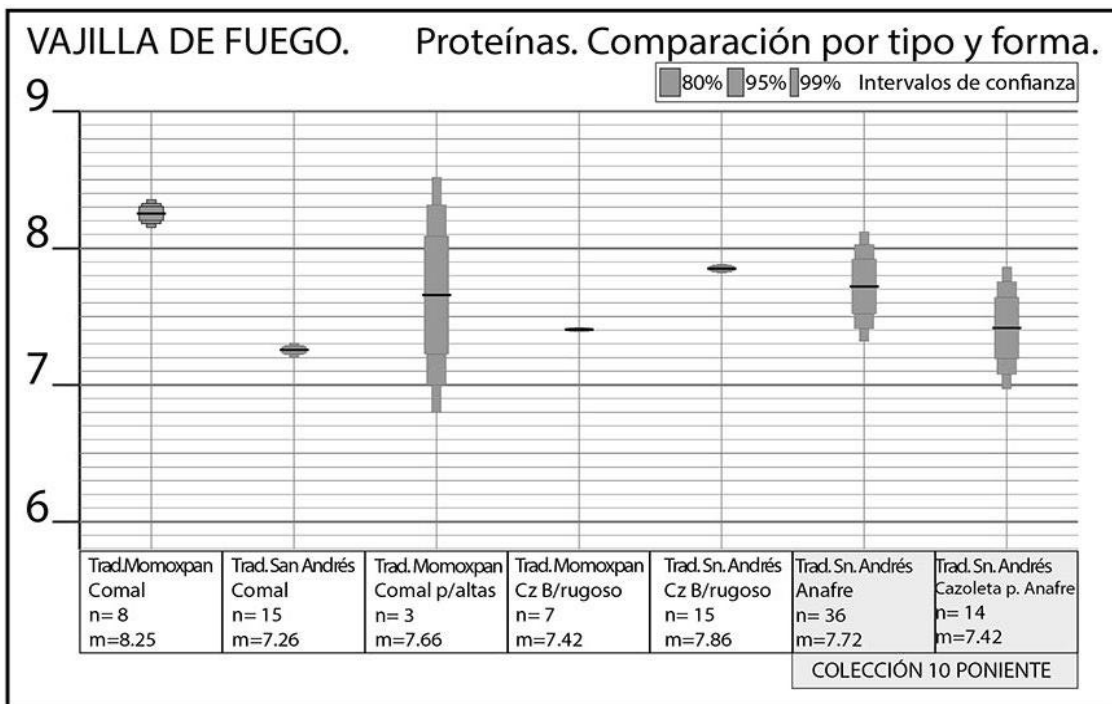 VAJILLA DE FUEGO. Proteínas. Comparación por tipo y forma.
80% 95% 99% Intervalos de confianza
9
8
7
6
Trad.Momoxpan
Comal
n= 8
m=8.25
Trad.San Andrés
Comal
n= 15
m=7.26
Trad. Momoxpan
Comal p/altas
n= 3
m=7.66
Trad. Momoxpan
Cz B/rugoso
n= 7
m=7.42
Trad. Sn. Andrés
Cz B/rugoso
n= 15
m=7.86
Trad. Sn. Andrés
Anafre
n= 36
m=7.72
Trad. Sn. Andrés
Cazoleta p. Anafre
n= 14
m=7.42
COLECCIÓN 10 PONIENTE